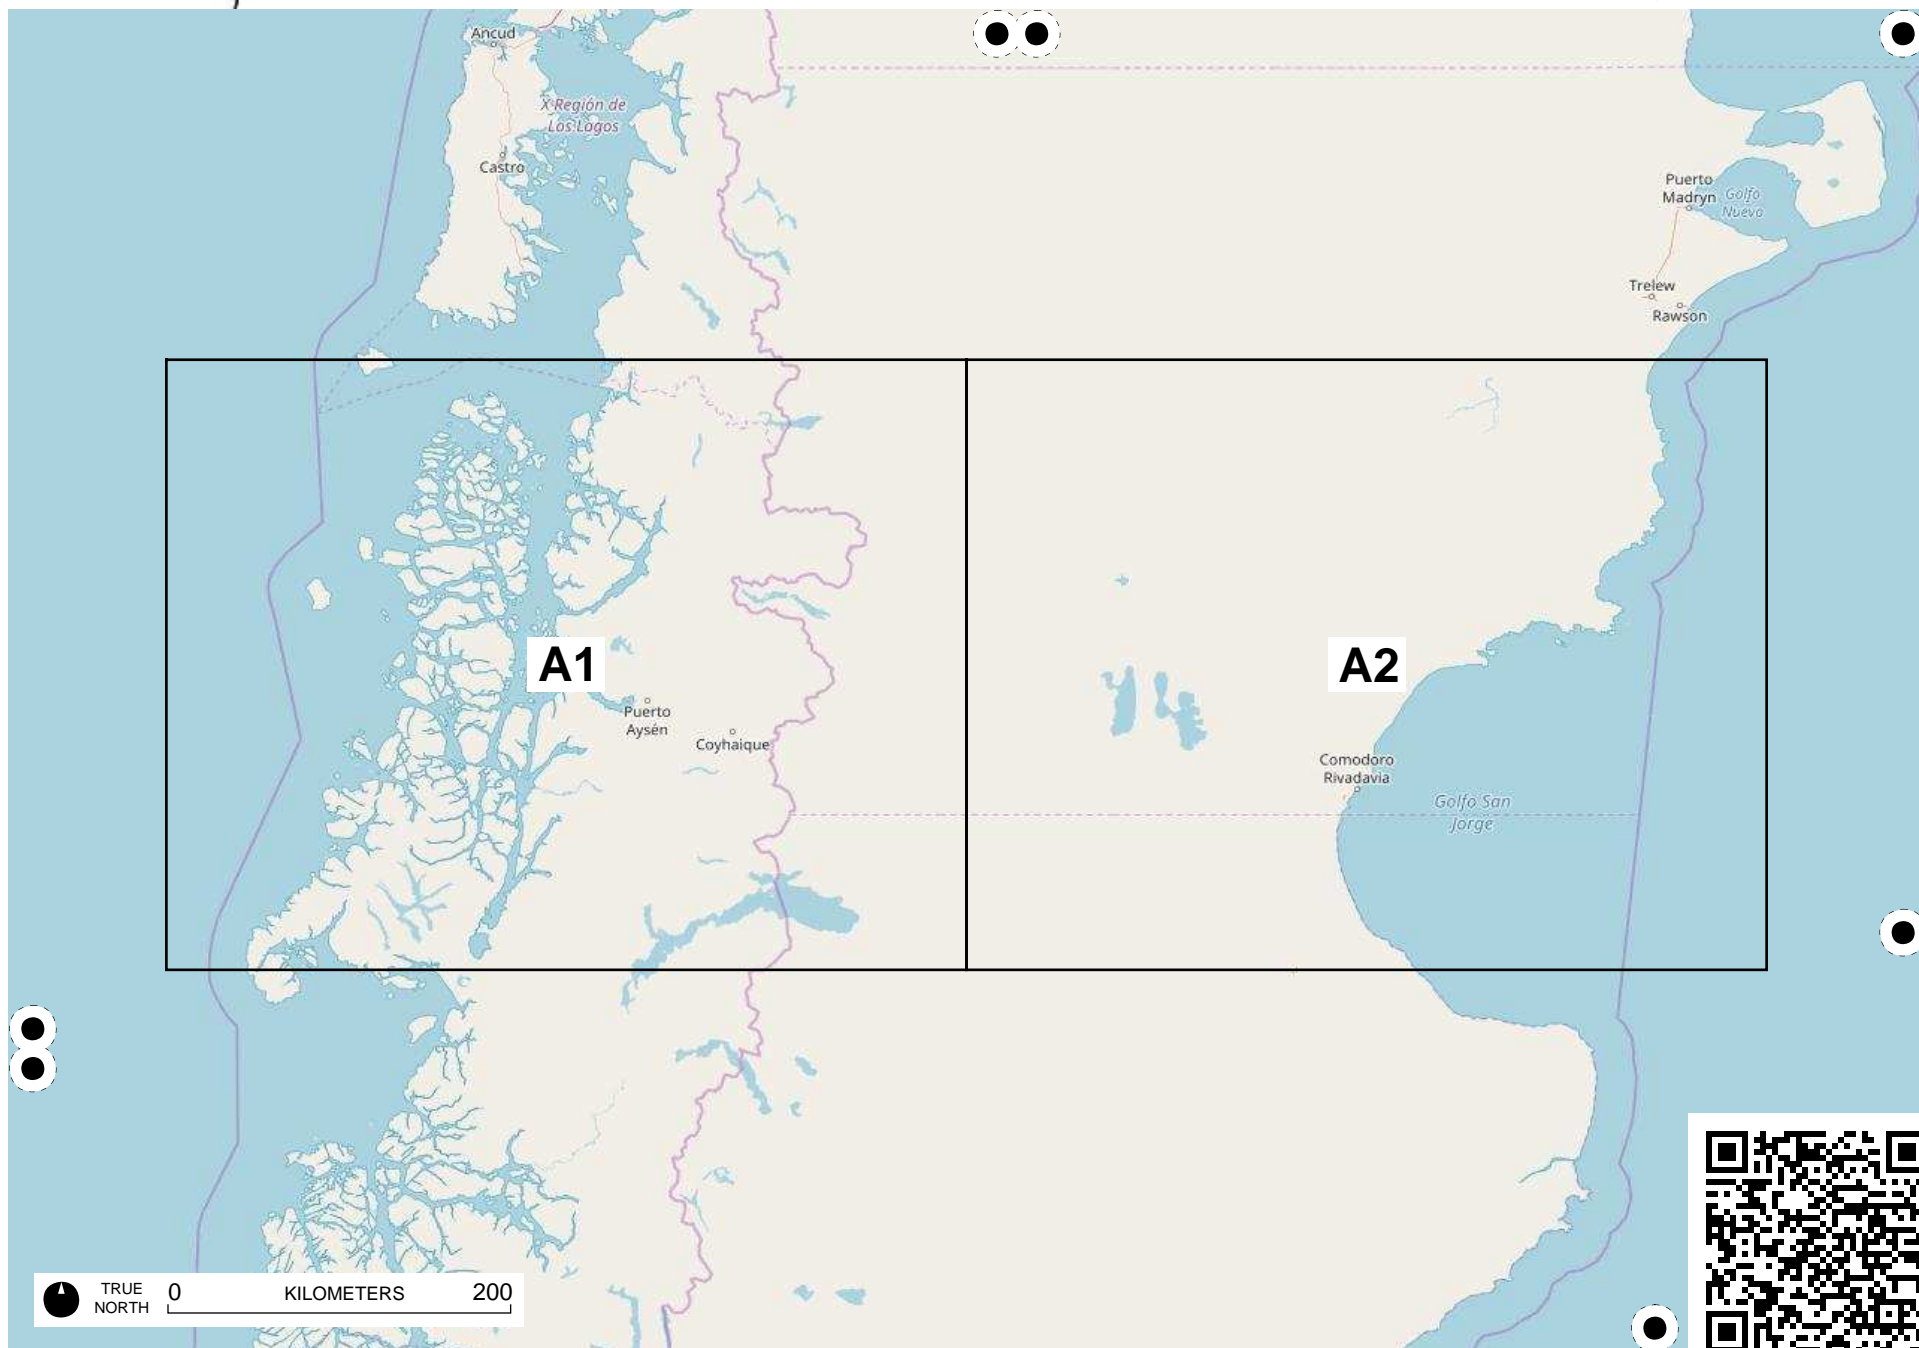 Ancud
X Región de
Los Lagos
Castro
Puerto
Madryn
Golfo
Nuevo
Trelew
Rawson
A1
A2
Puerto
Aysén
Coyhaique
Comodoro
Rivadavia
Golfo San
Jorge
TRUE
NORTH
0
KILOMETERS
200